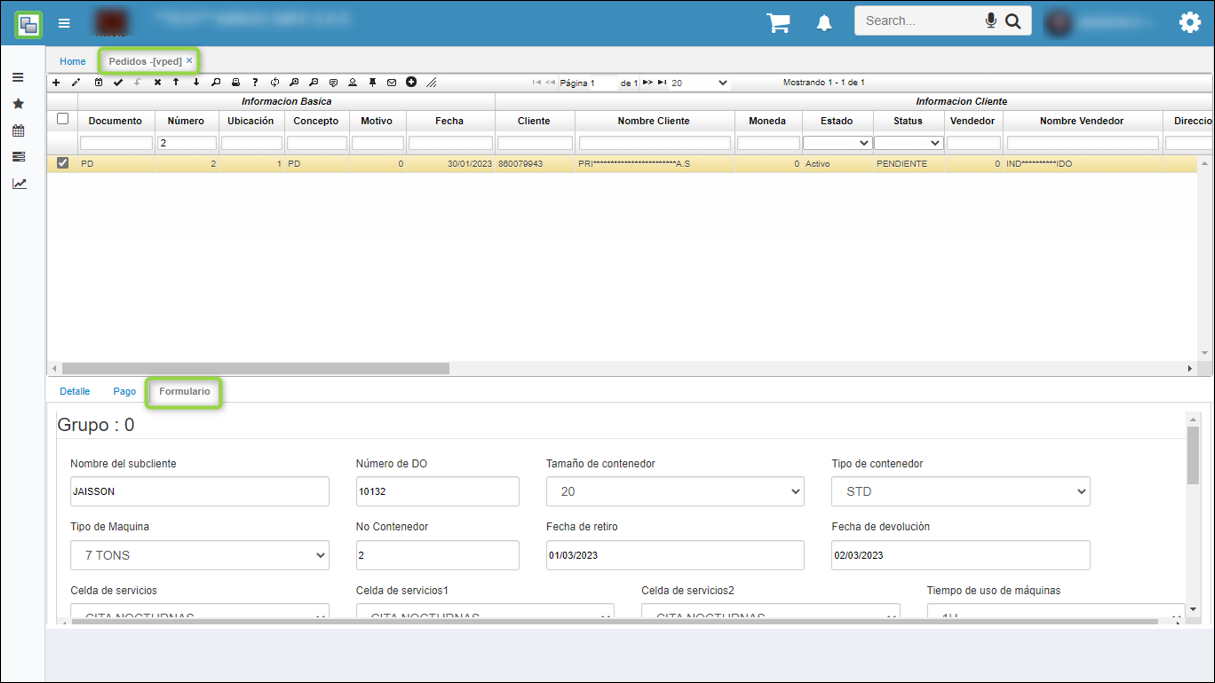 Search...
Home
Pedidos -[vped] ×
Página 1 de 1 20 Mostrando 1 - 1 de 1
Informacion Basica Informacion Cliente
Documento Número Ubicación Concepto Motivo Fecha Cliente Nombre Cliente Moneda Estado Status Vendedor Nombre Vendedor Direccio
2
PD 2 1 PD 0 30/01/2023 860079943 PRI************************A.S 0 Activo PENDIENTE 0 IND**********IDO
Detalle Pago Formulario
Grupo : 0
Nombre del subcliente Número de DO Tamaño de contenedor Tipo de contenedor
JAISSON 10132 20 STD
Tipo de Maquina No Contenedor Fecha de retiro Fecha de devolución
7 TONS 2 01/03/2023 02/03/2023
Celda de servicios Celda de servicios1 Celda de servicios2 Tiempo de uso de máquinas
CITA NOCTURNAS CITA NOCTURNAS CITA NOCTURNAS 1H